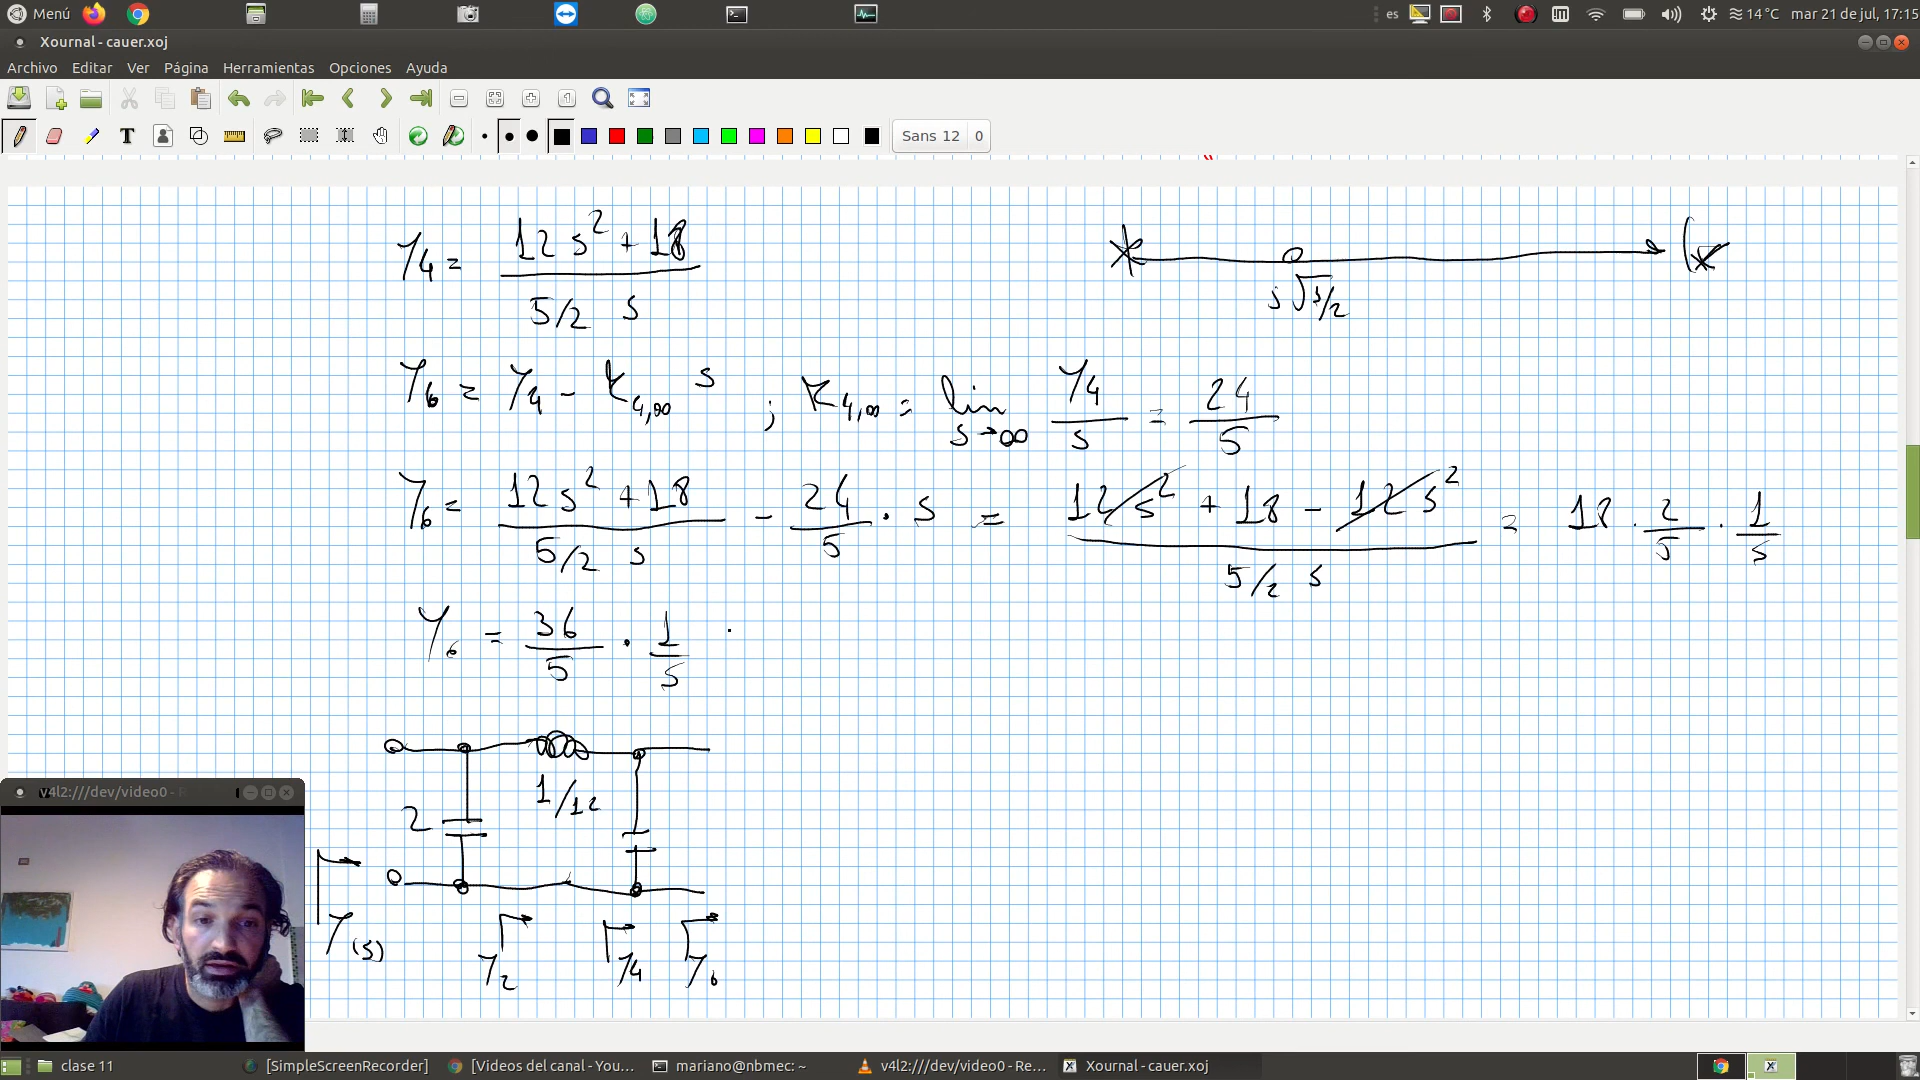 Menú
es
14 °C
mar 21 de jul, 17:15
Xournal - cauer.xoj
Archivo Editar Ver Página Herramientas Opciones Ayuda
Sans 12 0
Y4 = (12 s² + 18) / (5/2 s)
j√(3/2)
Y6 = Y4 - K4,∞ s ; K4,∞ = lim s→∞ Y4/s = 24/5
Y6 = (12 s² + 18) / (5/2 s) - 24/5 · s = (12 s² + 18 - 12 s²) / (5/2 s) = 18 · 2/5 · 1/s
Y6 = 36/5 · 1/s
1/12
2
Y(s)
Y2 Y4 Y6
v4l2:///dev/video0 -
clase 11
[SimpleScreenRecorder]
[Videos del canal - You...
mariano@nbmec: ~
v4l2:///dev/video0 - Re...
Xournal - cauer.xoj